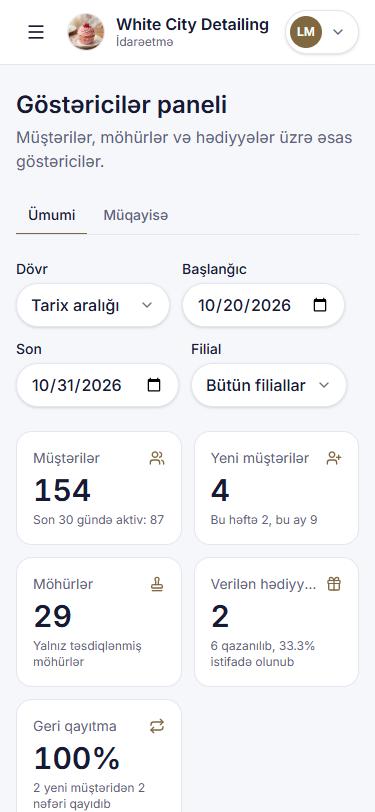 White City Detailing
İdarəetmə
LM
Göstəricilər paneli
Müştərilər, möhürlər və hədiyyələr üzrə əsas
göstəricilər.
Ümumi
Müqayisə
Dövr
Başlanğıc
Tarix aralığı
10/20/2026
Son
Filial
10/31/2026
Bütün filiallar
Müştərilər
154
Son 30 gündə aktiv: 87
Yeni müştərilər
4
Bu həftə 2, bu ay 9
Möhürlər
29
Yalnız təsdiqlənmiş
möhürlər
Verilən hədiyy...
2
6 qazanılıb, 33.3%
istifadə olunub
Geri qayıtma
100%
2 yeni müştəridən 2
nəfəri qayıdıb